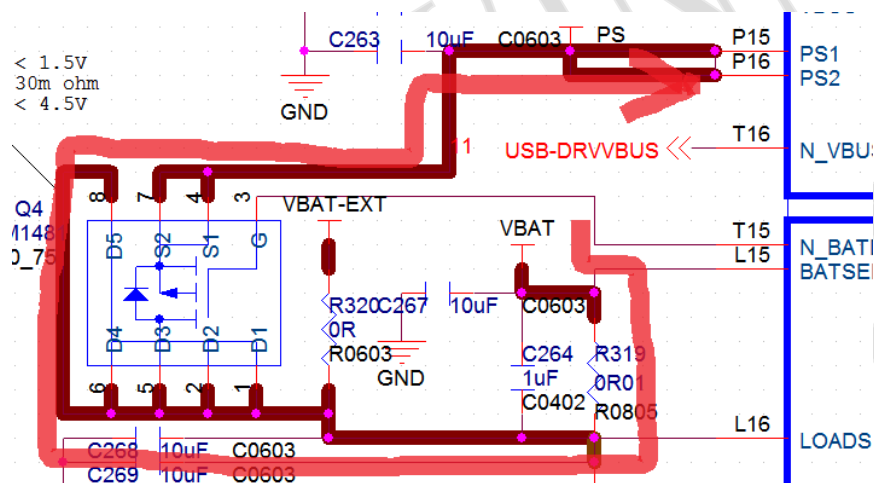 C263 10uF C0603 PS P15
PS1
P16
PS2
< 1.5V
30m ohm
< 4.5V
GND
11 USB-DRVVBUS T16
8 7 4 3
VBAT-EXT
VBAT
Q4
D5 S2 S1 G
T15
L15
BATSE
R320 C267 10uF C0603
0R
R0603
GND
D4 D3 D2 D1
C264 R319
1uF 0R01
C0402 R0805
6 5 2 1
L16
LOADS
C268 10uF C0603
C269 10uF C0603